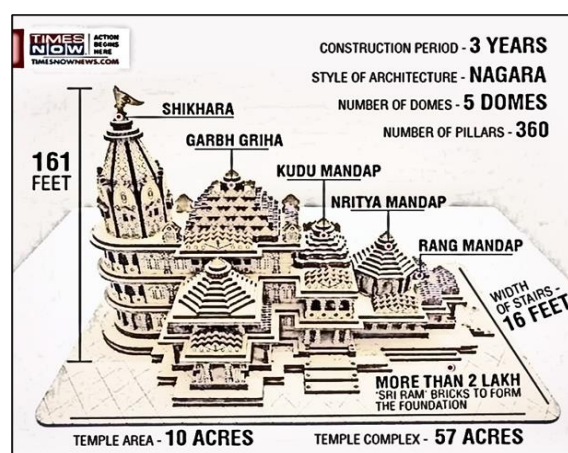 TIMES NOW
ACTION
BEGINS
HERE
TIMESNOWNEWS.COM
CONSTRUCTION PERIOD - 3 YEARS
STYLE OF ARCHITECTURE - NAGARA
NUMBER OF DOMES - 5 DOMES
NUMBER OF PILLARS - 360
SHIKHARA
GARBH GRIHA
KUDU MANDAP
NRITYA MANDAP
RANG MANDAP
161
FEET
WIDTH
OF STAIRS -
16 FEET
MORE THAN 2 LAKH
'SRI RAM' BRICKS TO FORM
THE FOUNDATION
TEMPLE AREA - 10 ACRES
TEMPLE COMPLEX - 57 ACRES